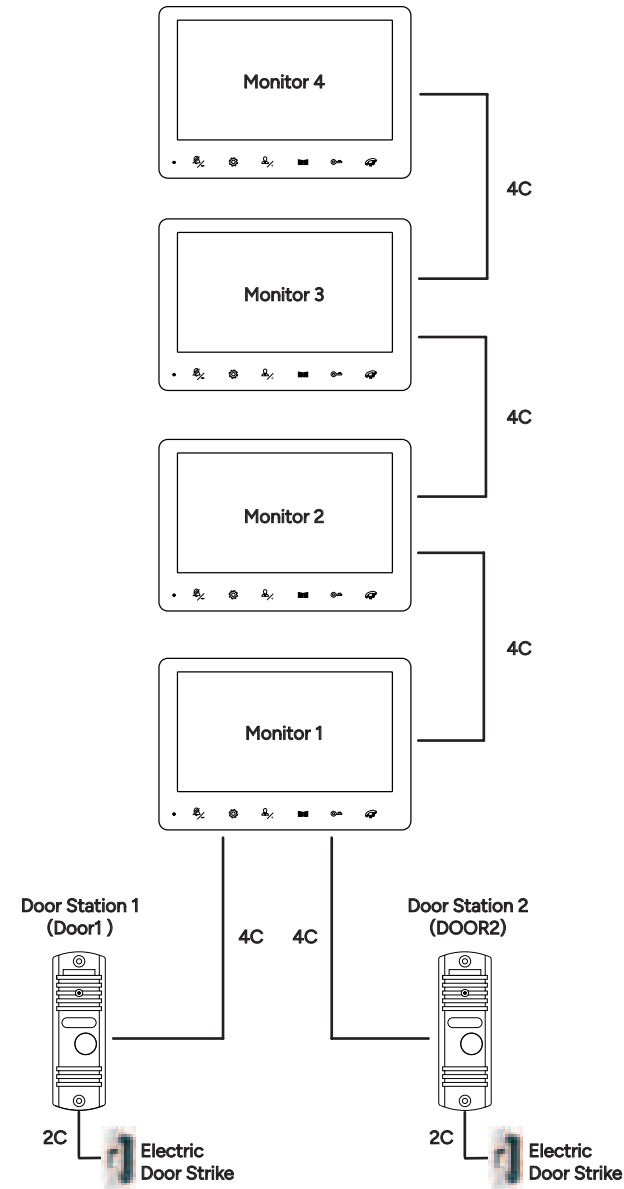 Monitor 4
4C
Monitor 3
4C
Monitor 2
4C
Monitor 1
Door Station 1
(Door1 )
Door Station 2
(DOOR2)
4C
4C
2C
Electric
Door Strike
2C
Electric
Door Strike